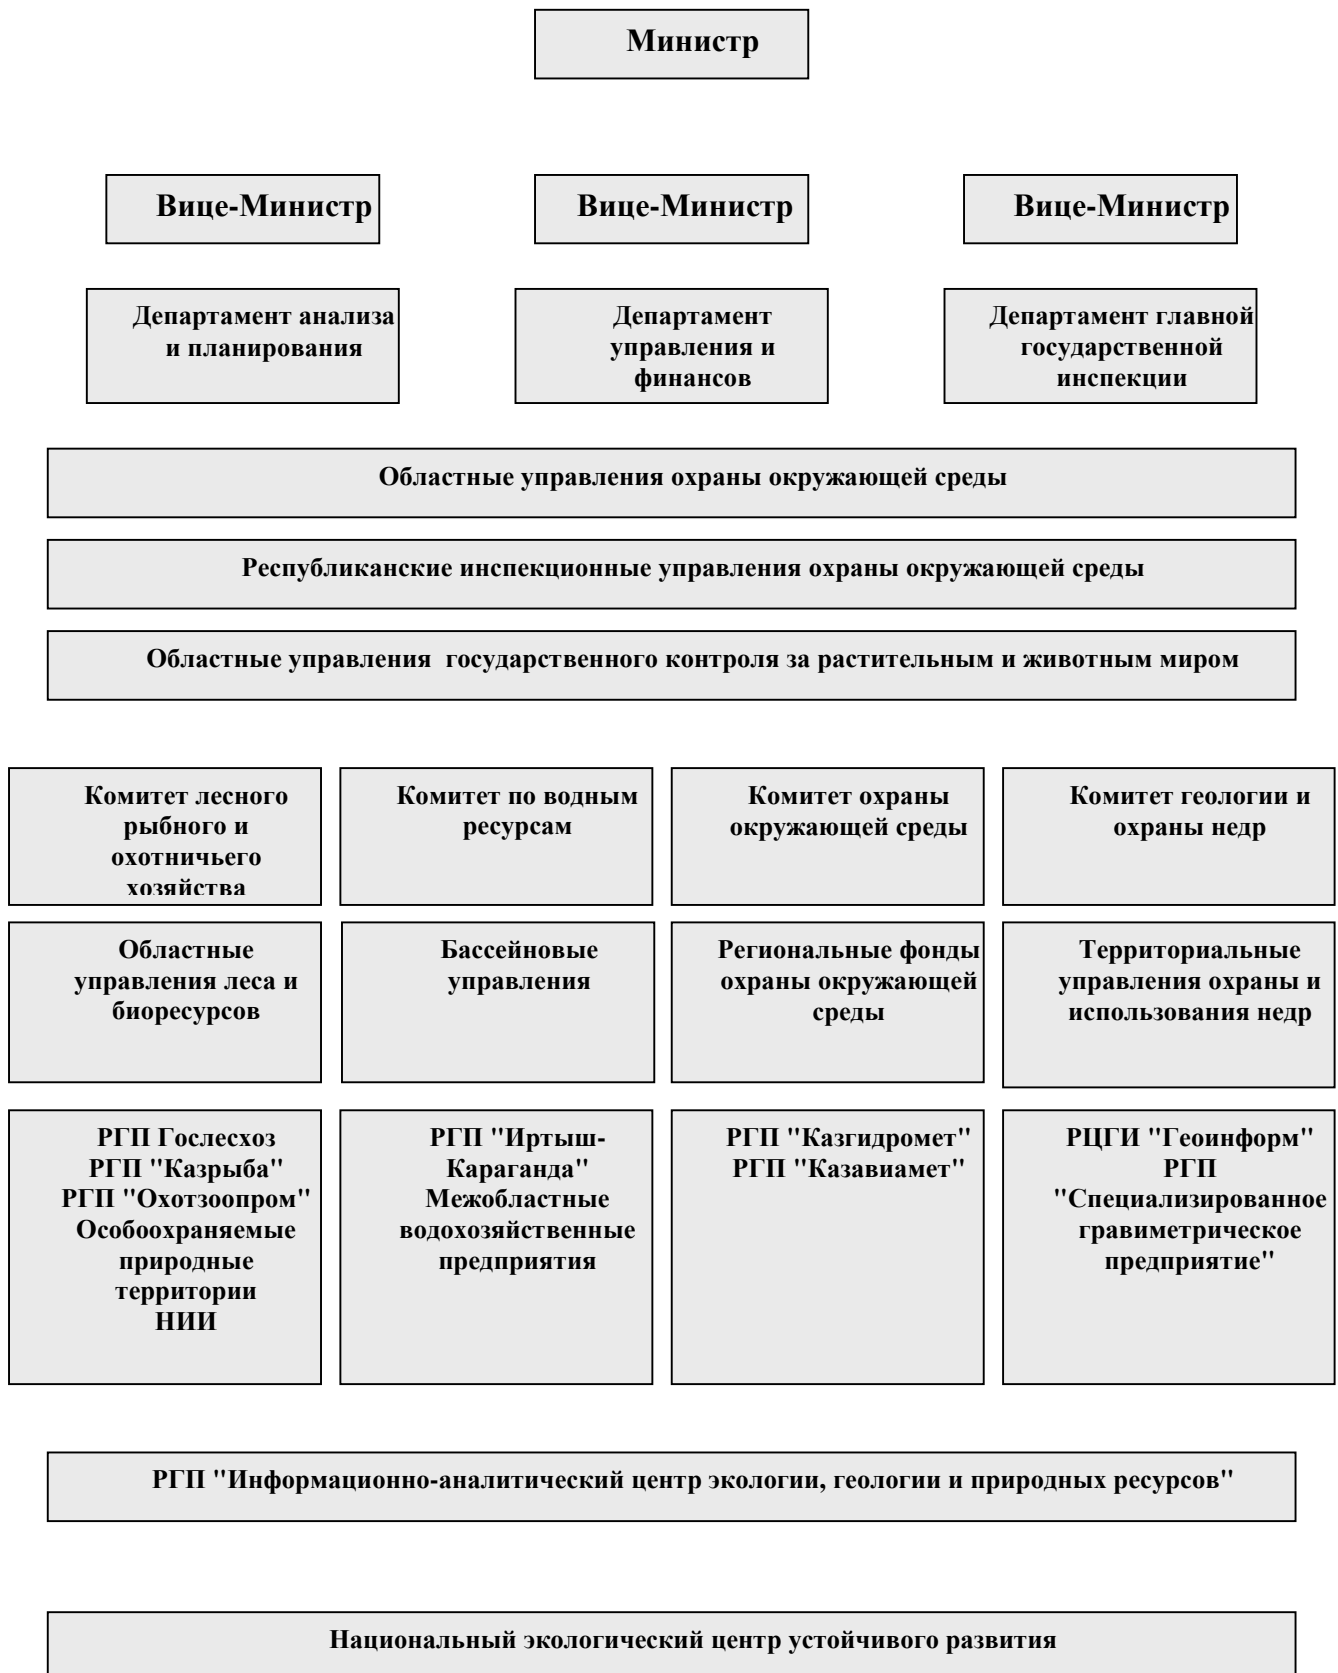 Министр
Вице-Министр
Вице-Министр
Вице-Министр
Департамент анализа
и планирования
Департамент
управления и
финансов
Департамент главной
государственной
инспекции
Областные управления охраны окружающей среды
Республиканские инспекционные управления охраны окружающей среды
Областные управления  государственного контроля за растительным и животным миром
Комитет лесного
рыбного и
охотничьего
хозяйства
Комитет по водным
ресурсам
Комитет охраны
окружающей среды
Комитет геологии и
охраны недр
Областные
управления леса и
биоресурсов
Бассейновые
управления
Региональные фонды
охраны окружающей
среды
Территориальные
управления охраны и
использования недр
РГП Гослесхоз
РГП "Казрыба"
РГП "Охотзоопром"
Особоохраняемые
природные
территории
НИИ
РГП "Иртыш-
Караганда"
Межобластные
водохозяйственные
предприятия
РГП "Казгидромет"
РГП "Казавиамет"
РЦГИ "Геоинформ"
РГП
"Специализированное
гравиметрическое
предприятие"
РГП "Информационно-аналитический центр экологии, геологии и природных ресурсов"
Национальный экологический центр устойчивого развития